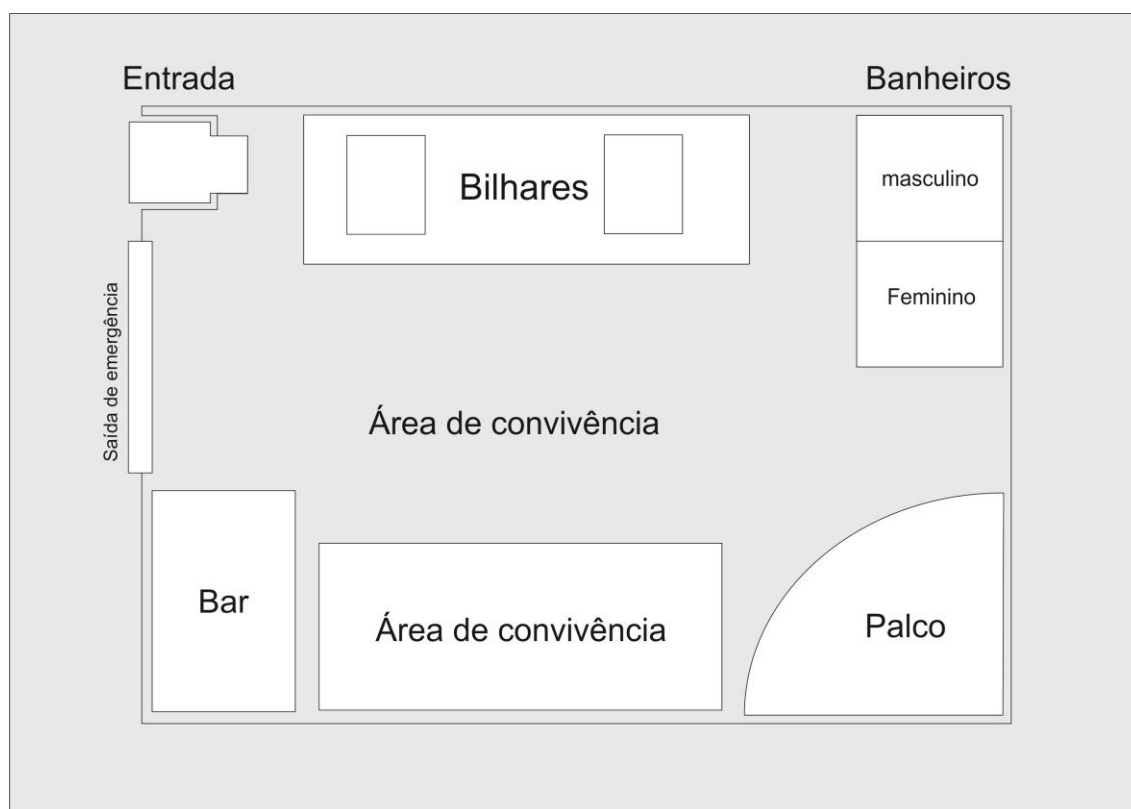 Entrada
Banheiros
Bilhares
masculino
Feminino
Saída de emergência
Área de convivência
Bar
Área de convivência
Palco